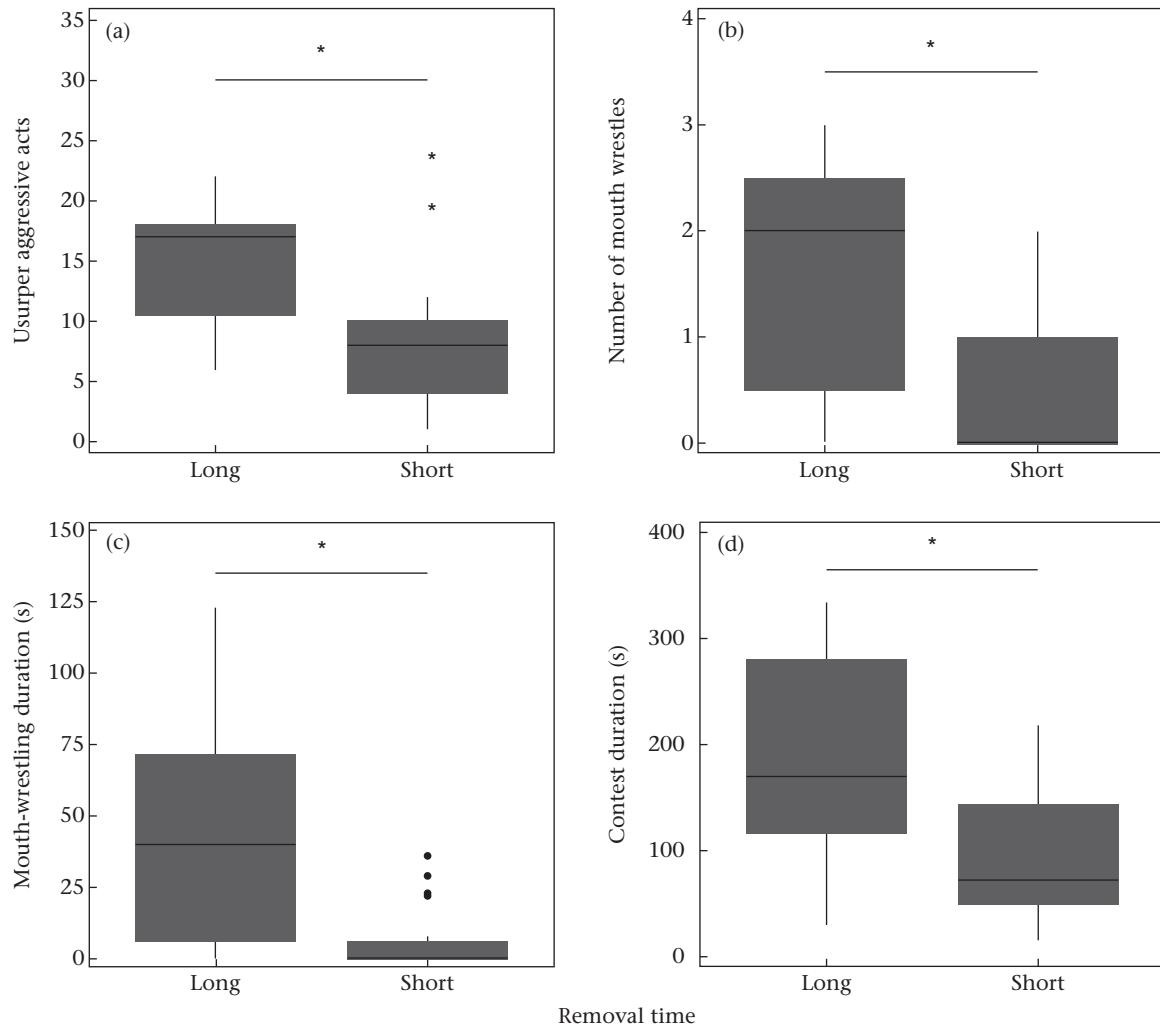 (a)
*
35
30
25
20
15
10
5
0
Usurper aggressive acts
*
*
Long
Short
(b)
*
4
3
2
1
0
Number of mouth wrestles
Long
Short
(c)
*
150
125
100
75
50
25
0
Mouth-wrestling duration (s)
Long
Short
(d)
*
400
300
200
100
0
Contest duration (s)
Long
Short
Removal time